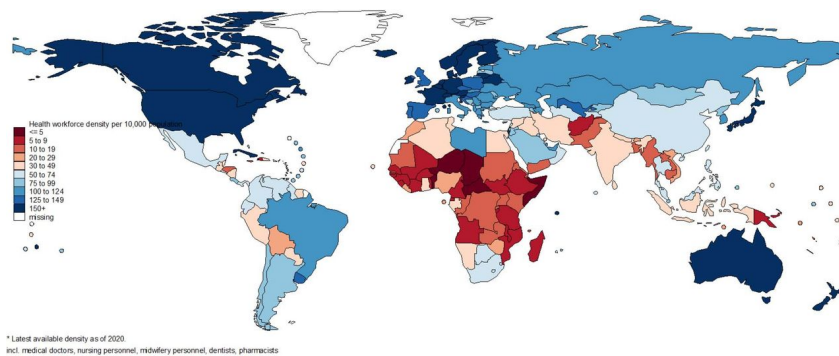 Health workforce density per 10,000 population
<= 5
5 to 9
10 to 19
20 to 29
30 to 49
50 to 74
75 to 99
100 to 124
125 to 149
150+
missing
* Latest available density as of 2020.
incl. medical doctors, nursing personnel, midwifery personnel, dentists, pharmacists